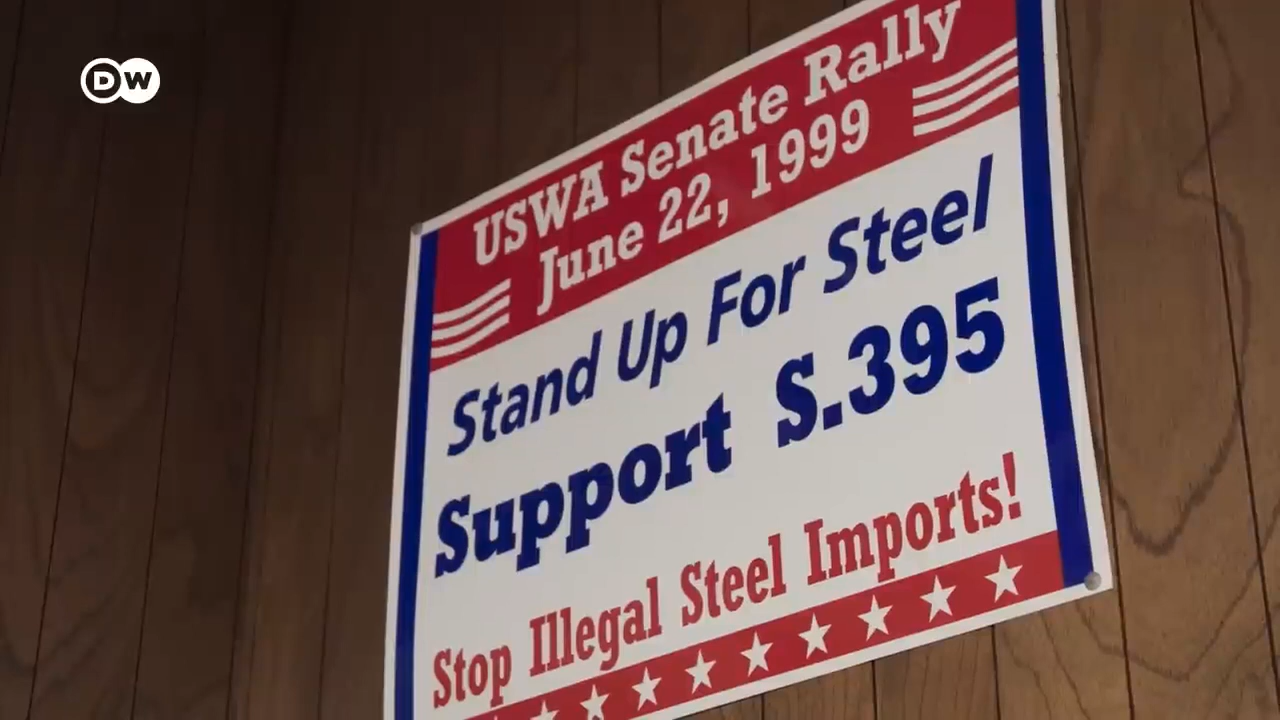 DW
USWA Senate Rally
June 22, 1999
Stand Up For Steel
Support S.395
Stop Illegal Steel Imports!